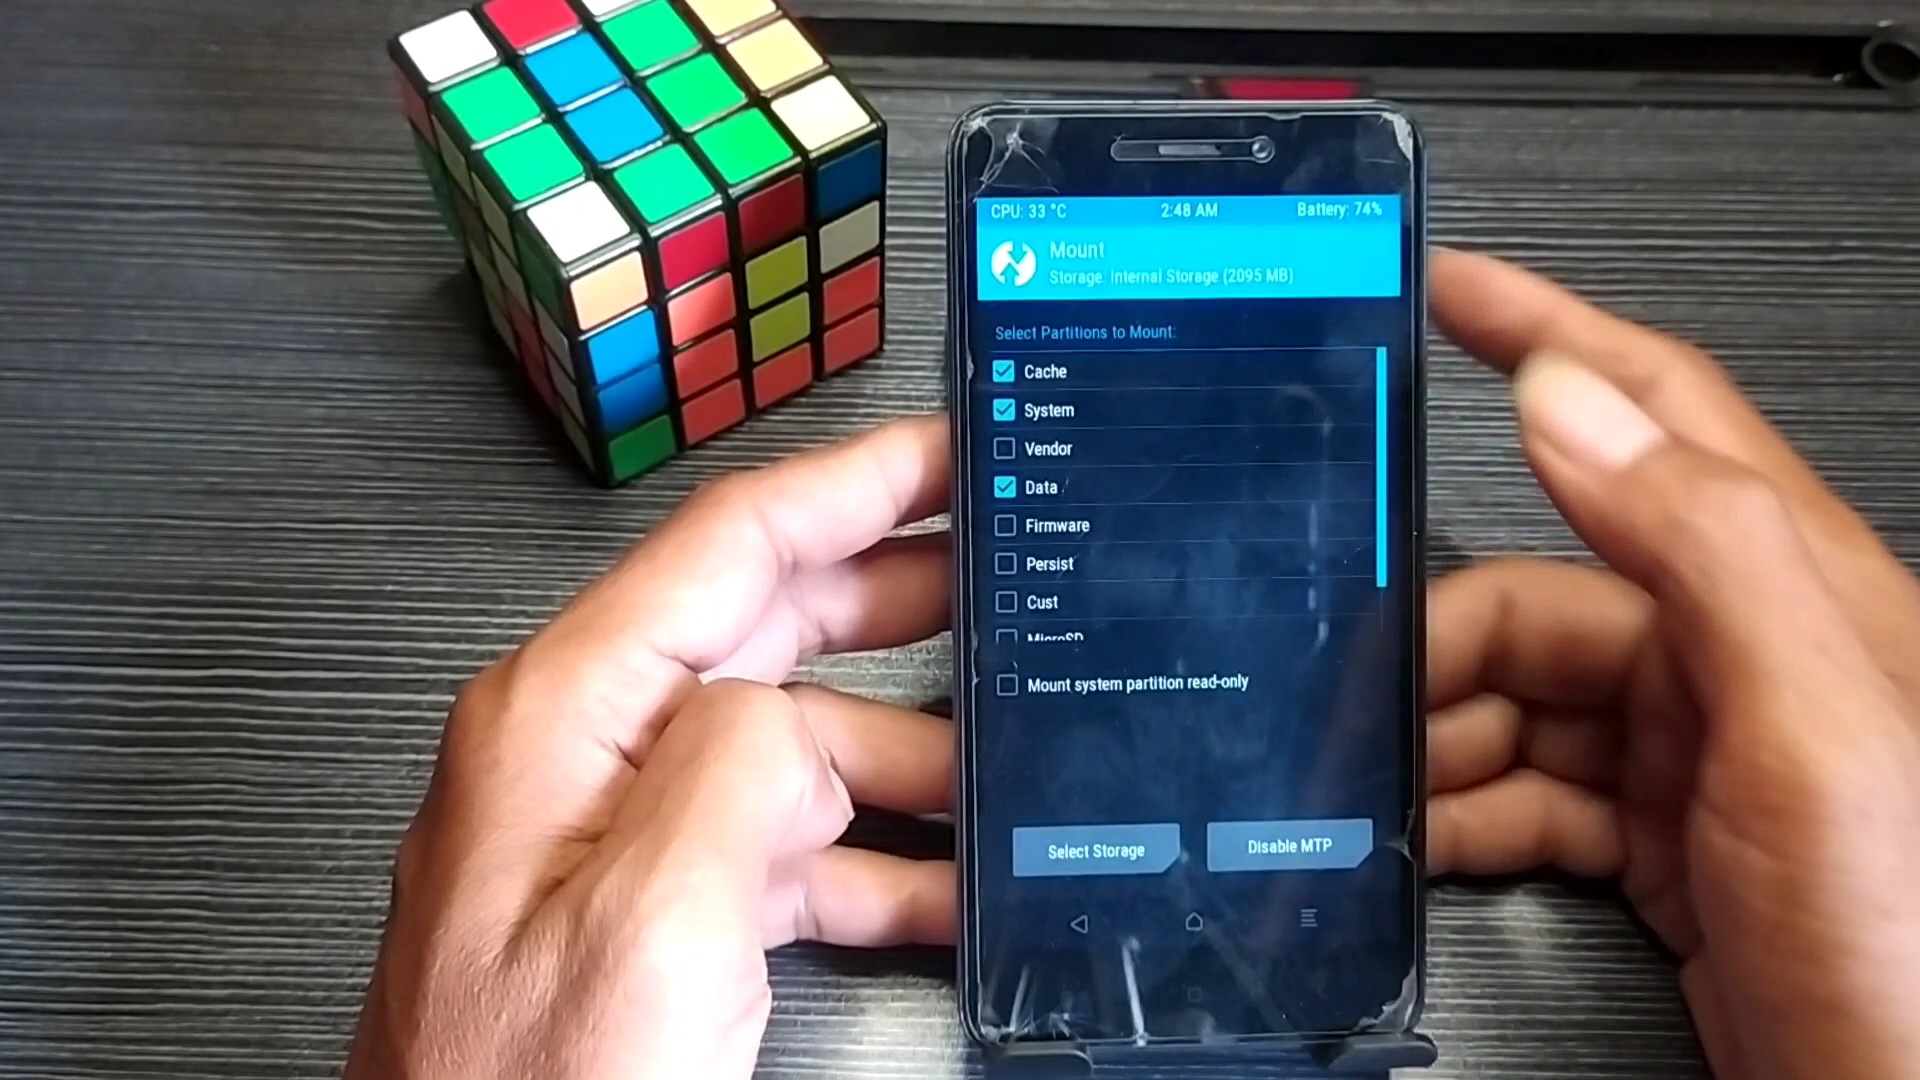 CPU: 33 °C 2:48 AM Battery: 74%
Mount
Storage: Internal Storage (2095 MB)
Select Partitions to Mount:
Cache
System
Vendor
Data
Firmware
Persist
Cust
MicroSD
Mount system partition read-only
Select Storage Disable MTP